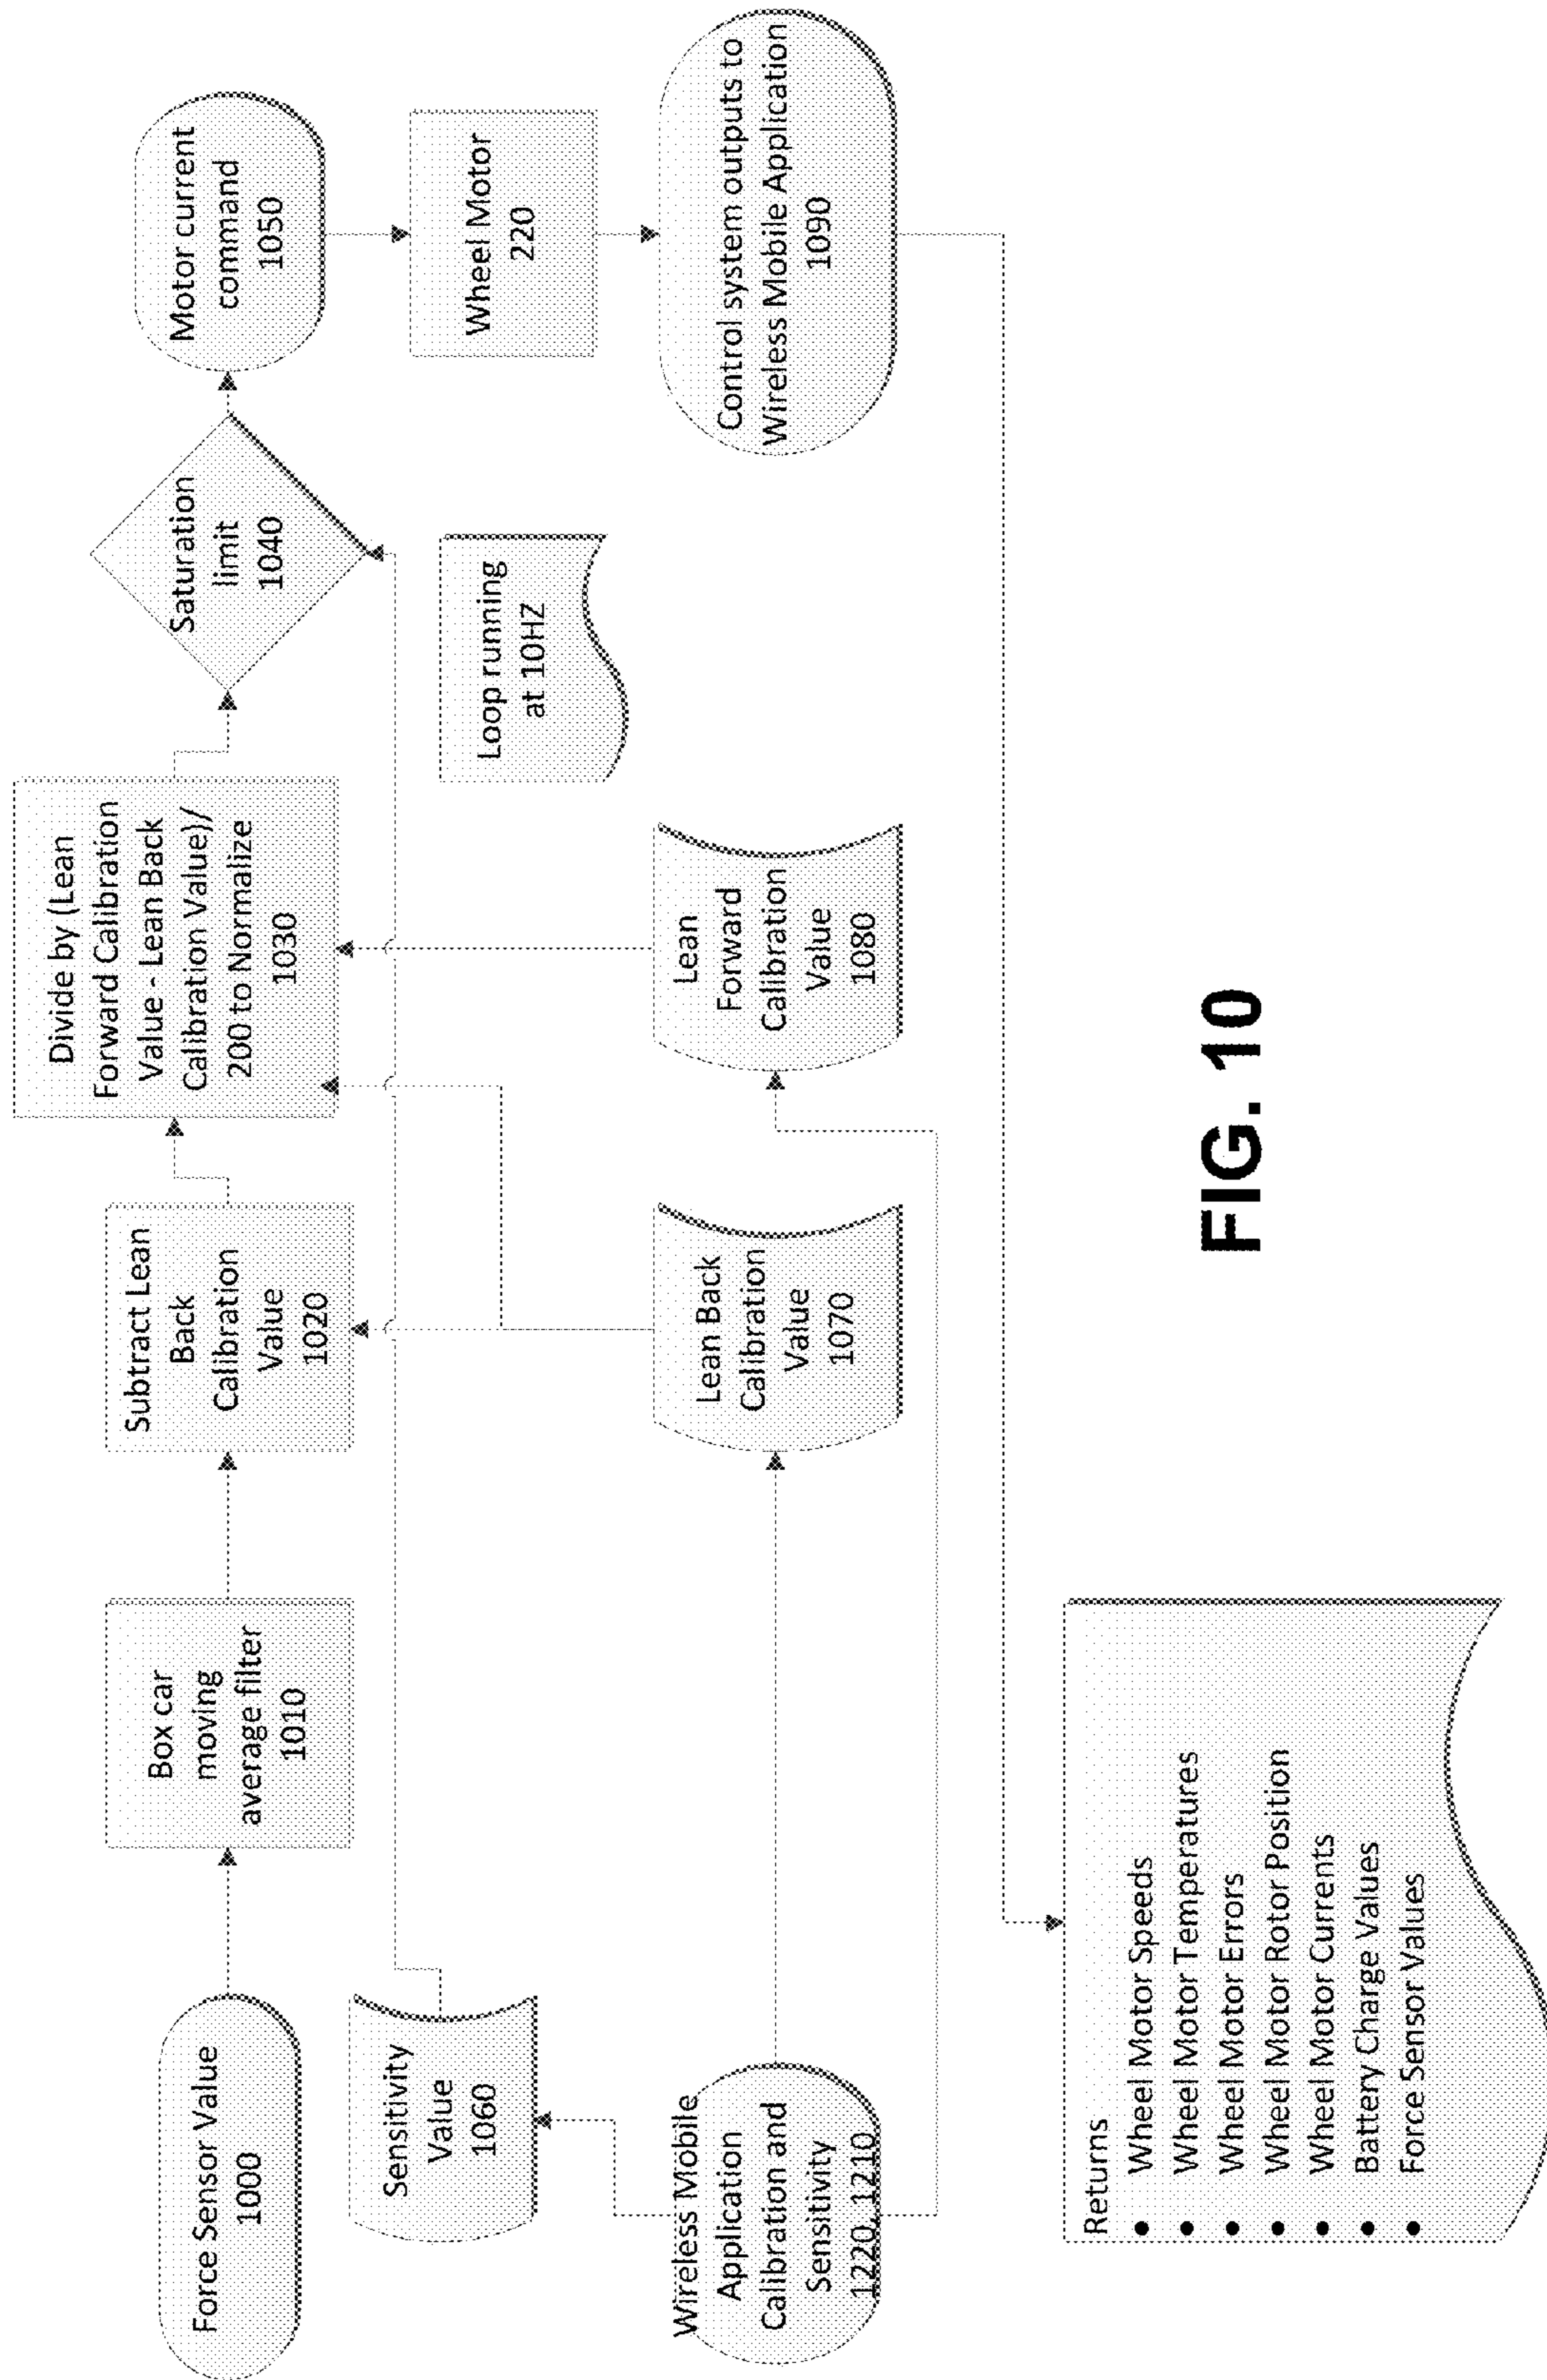 Force Sensor Value
1000
Box car
moving
average filter
1010
Subtract Lean
Back
Calibration
Value
1020
Divide by (Lean
Forward Calibration
Value - Lean Back
Calibration Value)/
200 to Normalize
1030
Saturation
limit
1040
Motor current
command
1050
Sensitivity
Value
1060
Loop running
at 10HZ
Wheel Motor
220
Wireless Mobile
Application
Calibration and
Sensitivity
1220, 1210
Lean Back
Calibration
Value
1070
Lean
Forward
Calibration
Value
1080
Control system outputs to
Wireless Mobile Application
1090
Returns
• Wheel Motor Speeds
• Wheel Motor Temperatures
• Wheel Motor Errors
• Wheel Motor Rotor Position
• Wheel Motor Currents
• Battery Charge Values
• Force Sensor Values
FIG. 10